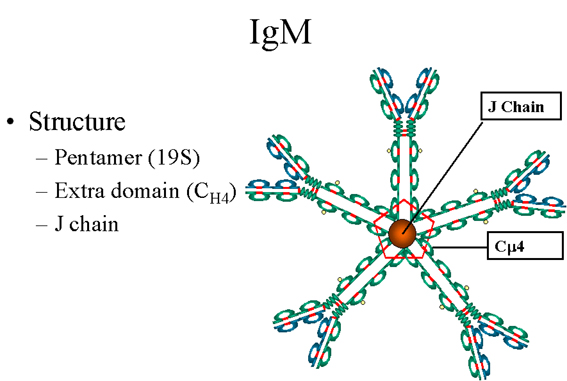 IgM
• Structure
– Pentamer (19S)
– Extra domain (CH4)
– J chain
J Chain
Cμ4